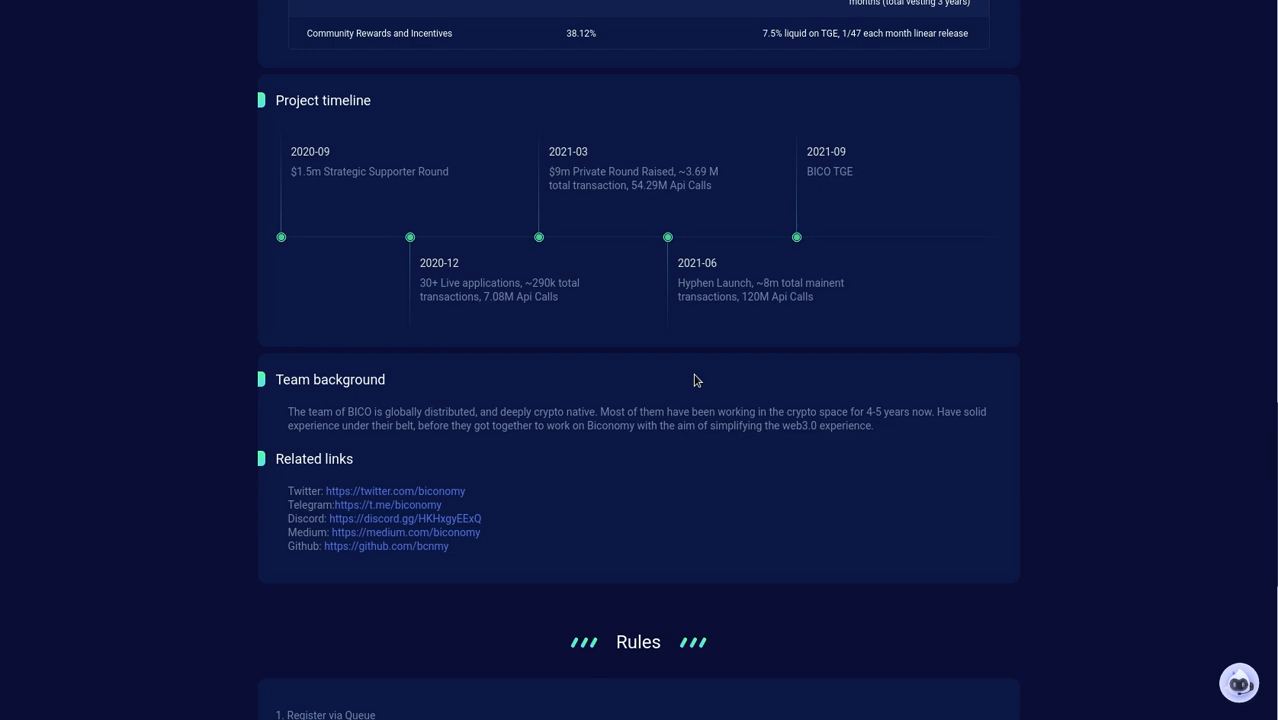 months (total vesting 3 years)
Community Rewards and Incentives 38.12% 7.5% liquid on TGE, 1/47 each month linear release
Project timeline
2020-09
$1.5m Strategic Supporter Round
2021-03
$9m Private Round Raised, ~3.69 M
total transaction, 54.29M Api Calls
2021-09
BICO TGE
2020-12
30+ Live applications, ~290k total
transactions, 7.08M Api Calls
2021-06
Hyphen Launch, ~8m total mainent
transactions, 120M Api Calls
Team background
The team of BICO is globally distributed, and deeply crypto native. Most of them have been working in the crypto space for 4-5 years now. Have solid
experience under their belt, before they got together to work on Biconomy with the aim of simplifying the web3.0 experience.
Related links
Twitter: https://twitter.com/biconomy
Telegram:https://t.me/biconomy
Discord: https://discord.gg/HKHxgyEExQ
Medium: https://medium.com/biconomy
Github: https://github.com/bcnmy
Rules
1. Register via Queue